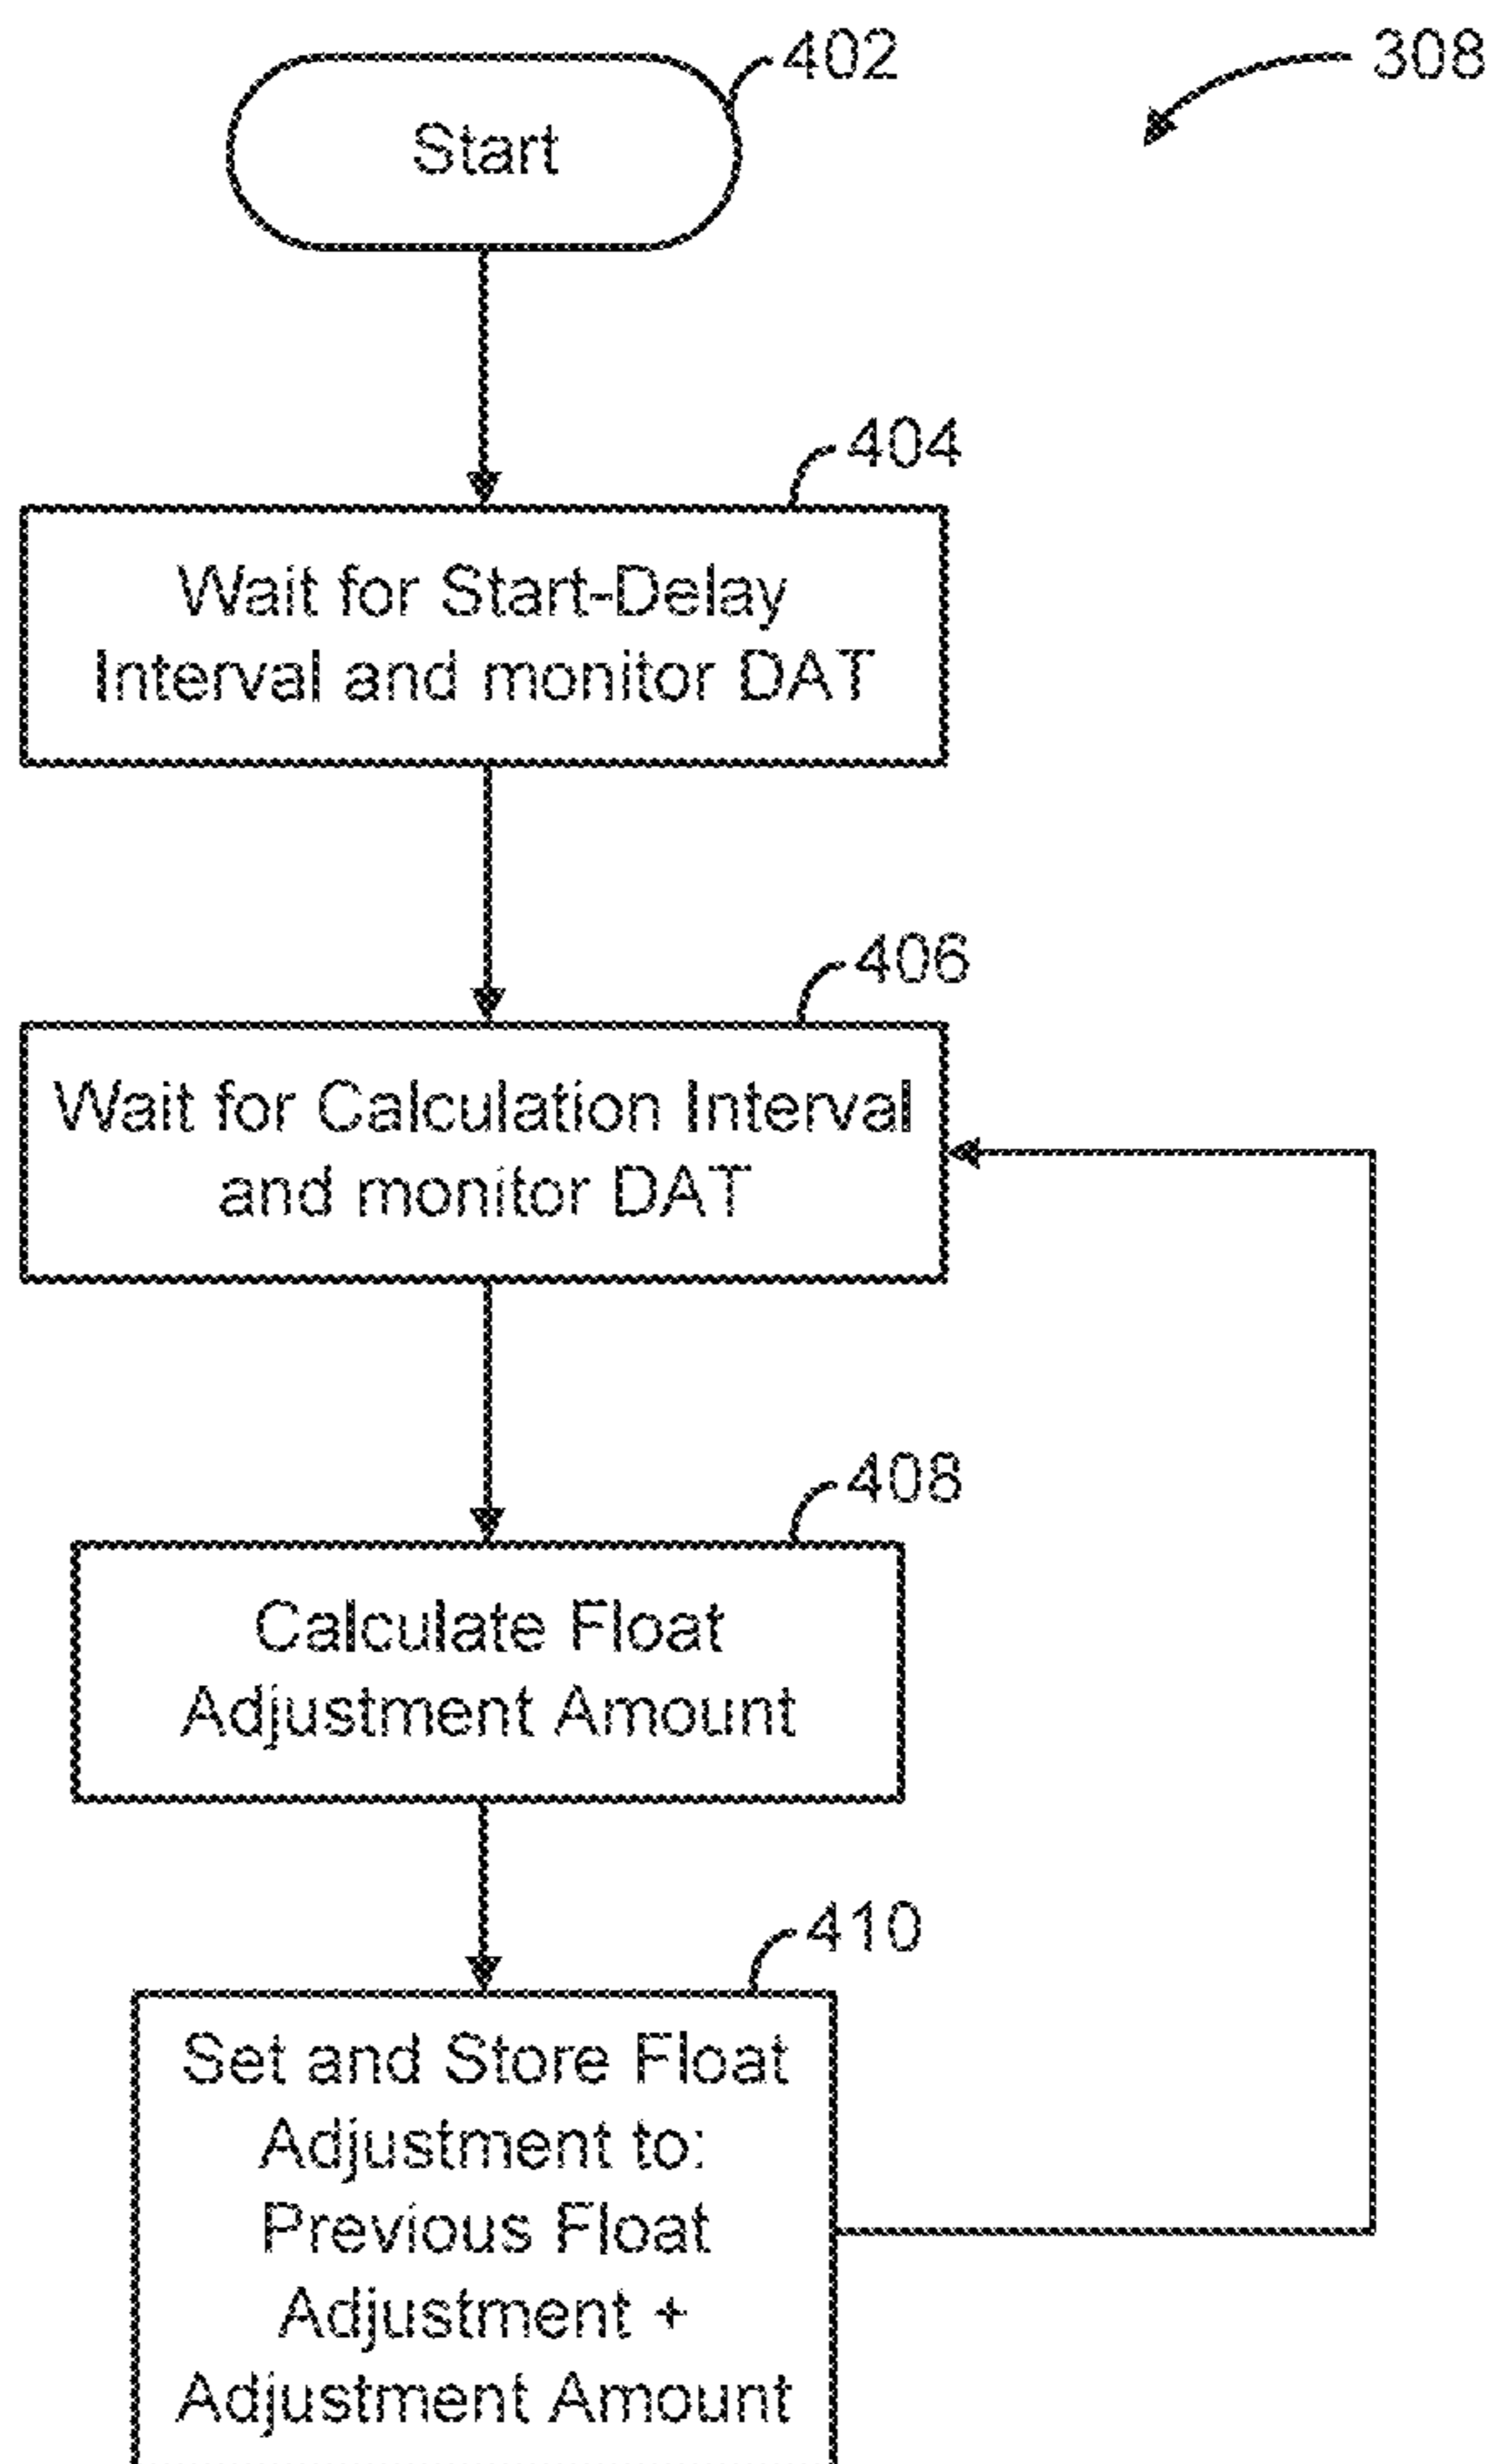 402
308
Start
404
Wait for Start-Delay
Interval and monitor DAT
406
Wait for Calculation Interval
and monitor DAT
408
Calculate Float
Adjustment Amount
410
Set and Store Float
Adjustment to:
Previous Float
Adjustment +
Adjustment Amount